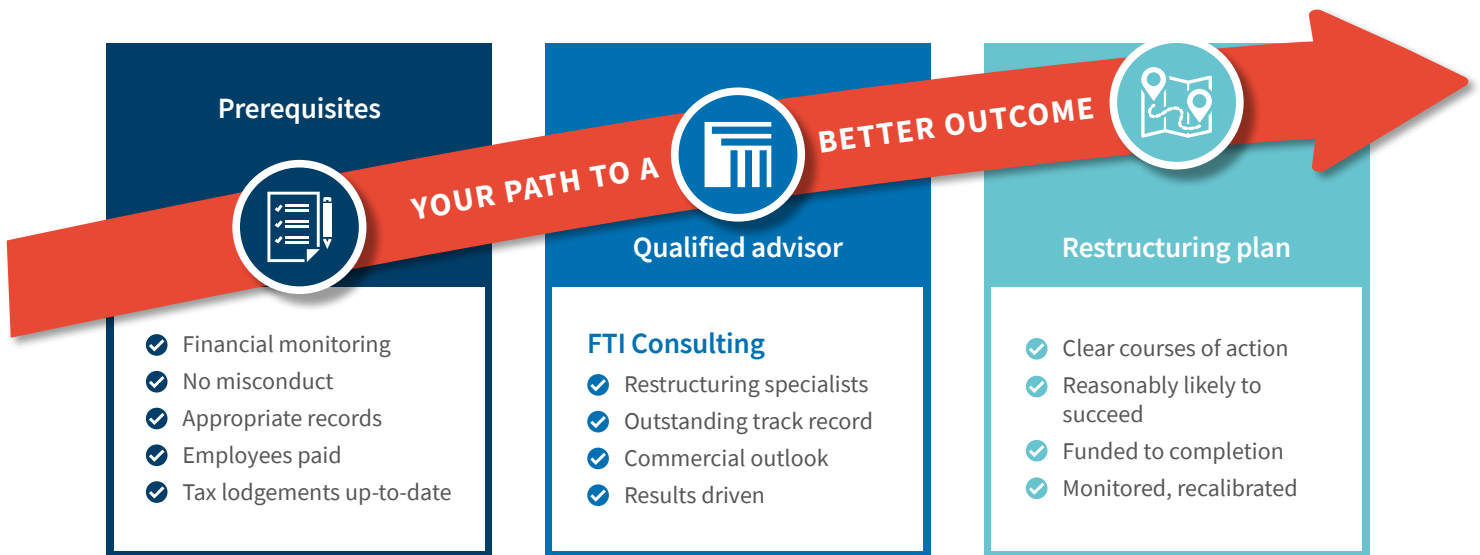 Prerequisites
YOUR PATH TO A
BETTER OUTCOME
Financial monitoring
No misconduct
Appropriate records
Employees paid
Tax lodgements up-to-date
Qualified advisor
FTI Consulting
Restructuring specialists
Outstanding track record
Commercial outlook
Results driven
Restructuring plan
Clear courses of action
Reasonably likely to
succeed
Funded to completion
Monitored, recalibrated